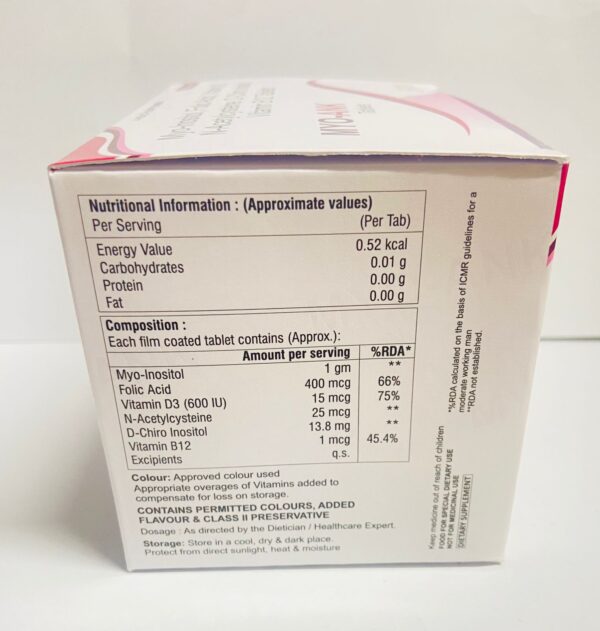 MYO-ANK
Tablet
Nutritional Information : (Approximate values)
Per Serving (Per Tab)
Energy Value 0.52 kcal
Carbohydrates 0.01 g
Protein 0.00 g
Fat 0.00 g
Composition :
Each film coated tablet contains (Approx.):
Amount per serving %RDA*
Myo-Inositol 1 gm **
Folic Acid 400 mcg 66%
Vitamin D3 (600 IU) 15 mcg 75%
N-Acetylcysteine 25 mcg **
D-Chiro Inositol 13.8 mg **
Vitamin B12 1 mcg 45.4%
Excipients q.s.
Colour: Approved colour used
Appropriate overages of Vitamins added to
compensate for loss on storage.
CONTAINS PERMITTED COLOURS, ADDED
FLAVOUR & CLASS II PRESERVATIVE
Dosage : As directed by the Dietician / Healthcare Expert.
Storage: Store in a cool, dry & dark place.
Protect from direct sunlight, heat & moisture
*%RDA calculated on the basis of ICMR guidelines for a
moderate working man
**RDA not established.
Keep medicine out of reach of children
FOOD FOR SPECIAL DIETARY USE
NOT FOR MEDICINAL USE
DIETARY SUPPLEMENT